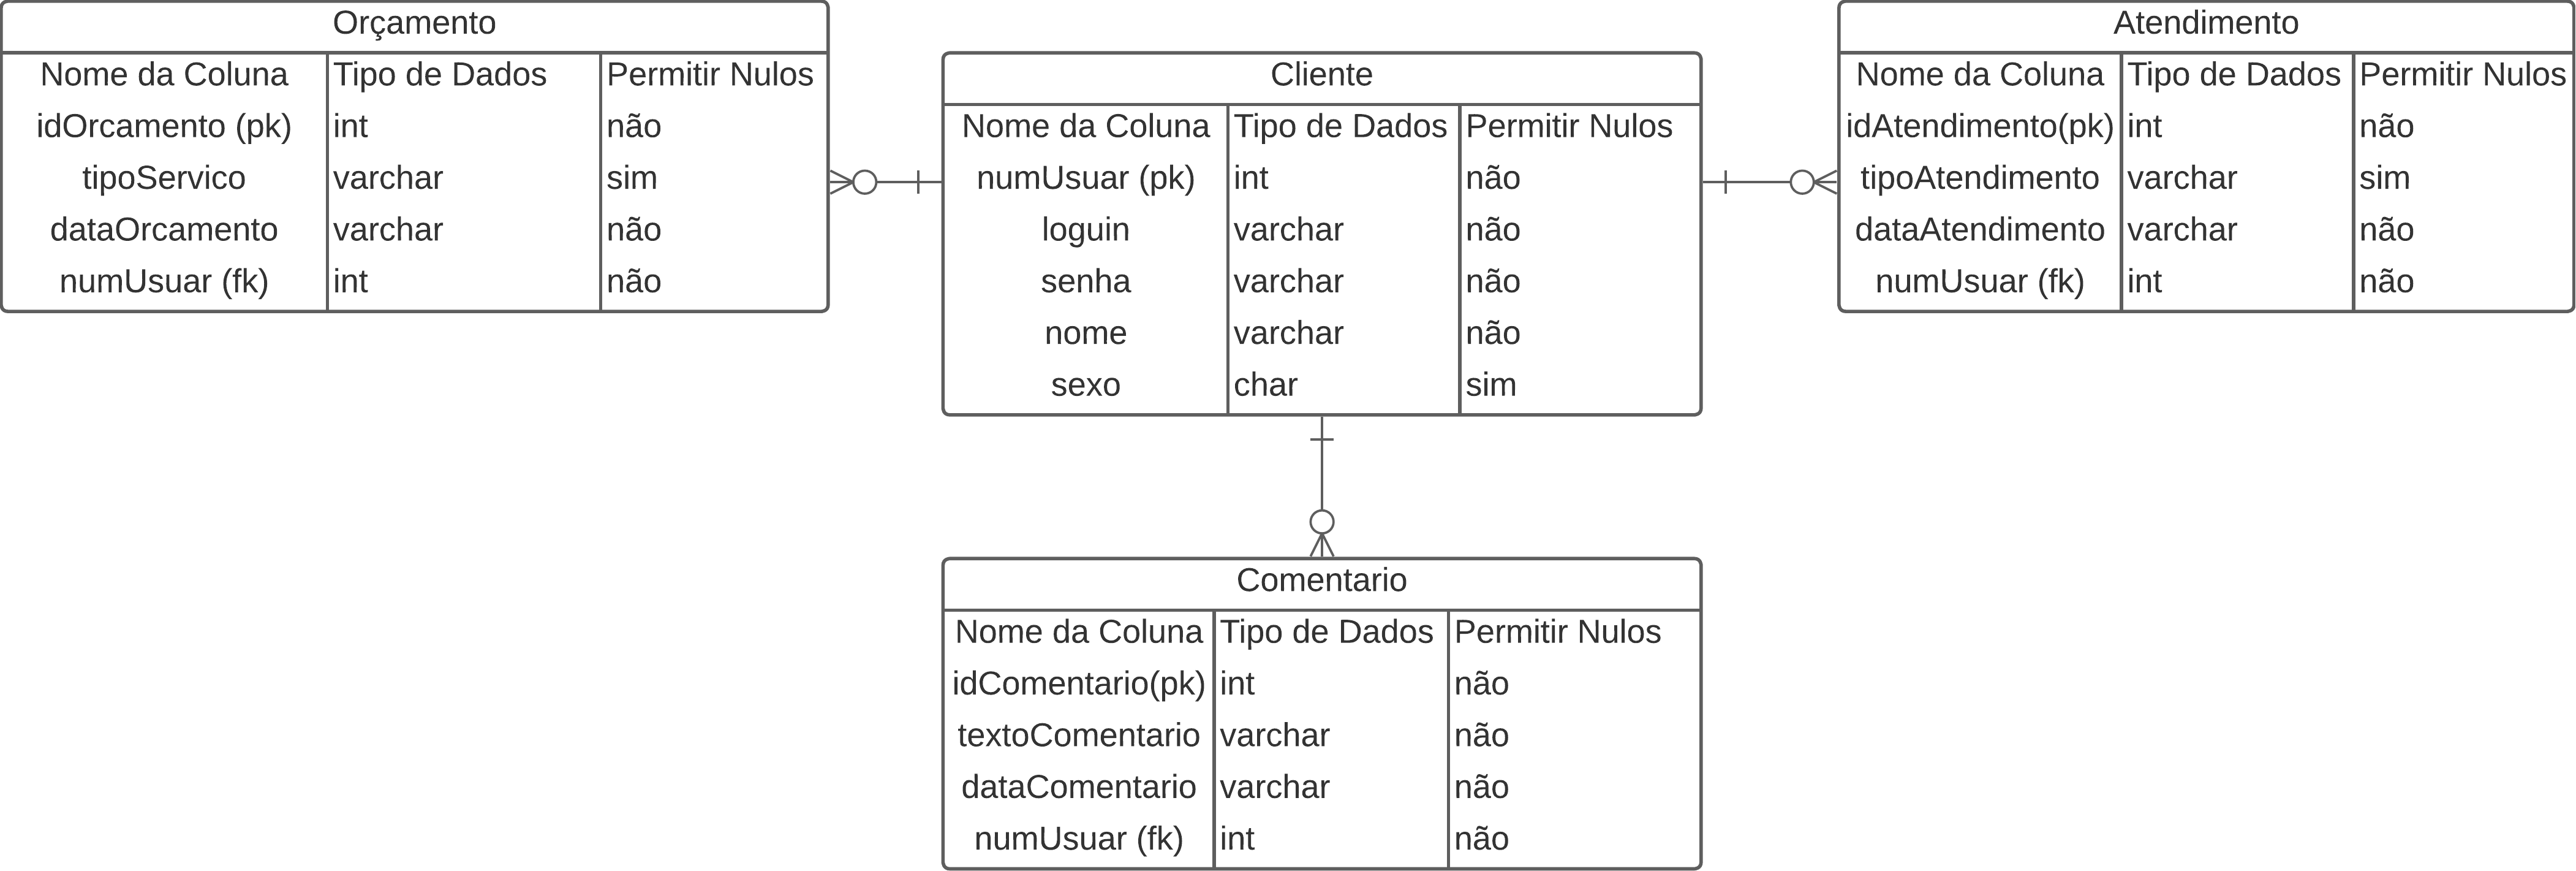 Orçamento
Nome da Coluna Tipo de Dados Permitir Nulos
idOrcamento (pk) int não
tipoServico varchar sim
dataOrcamento varchar não
numUsuar (fk) int não
Cliente
Nome da Coluna Tipo de Dados Permitir Nulos
numUsuar (pk) int não
loguin varchar não
senha varchar não
nome varchar não
sexo char sim
Atendimento
Nome da Coluna Tipo de Dados Permitir Nulos
idAtendimento(pk) int não
tipoAtendimento varchar sim
dataAtendimento varchar não
numUsuar (fk) int não
Comentario
Nome da Coluna Tipo de Dados Permitir Nulos
idComentario(pk) int não
textoComentario varchar não
dataComentario varchar não
numUsuar (fk) int não